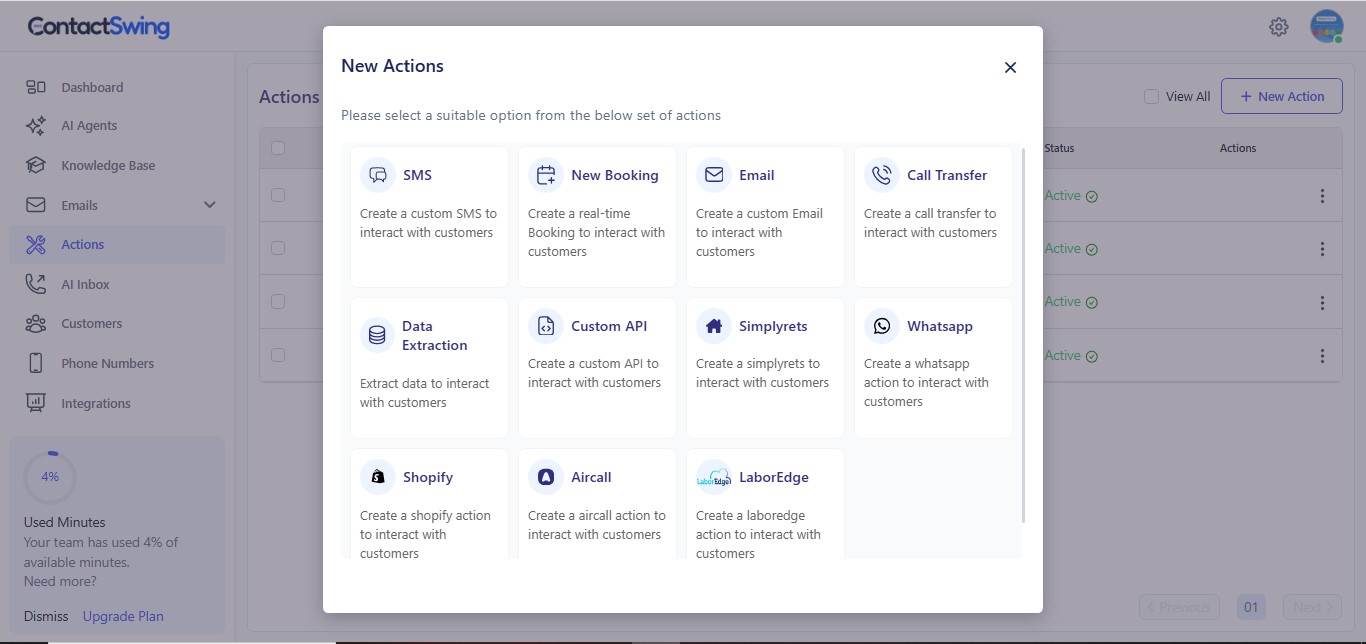 ContactSwing
Dashboard
AI Agents
Knowledge Base
Emails
Actions
AI Inbox
Customers
Phone Numbers
Integrations
4%
Used Minutes
Your team has used 4% of
available minutes.
Need more?
Dismiss Upgrade Plan
Actions
View All
+ New Action
Status Actions
Active
Active
Active
Active
< Previous 01 Next >
New Actions
Please select a suitable option from the below set of actions
SMS
Create a custom SMS to
interact with customers
New Booking
Create a real-time
Booking to interact with
customers
Email
Create a custom Email
to interact with
customers
Call Transfer
Create a call transfer to
interact with customers
Data
Extraction
Extract data to interact
with customers
Custom API
Create a custom API to
interact with customers
Simplyrets
Create a simplyrets to
interact with customers
Whatsapp
Create a whatsapp
action to interact with
customers
Shopify
Create a shopify action
to interact with
customers
Aircall
Create a aircall action to
interact with customers
LaborEdge
LaborEdge
Create a laboredge
action to interact with
customers